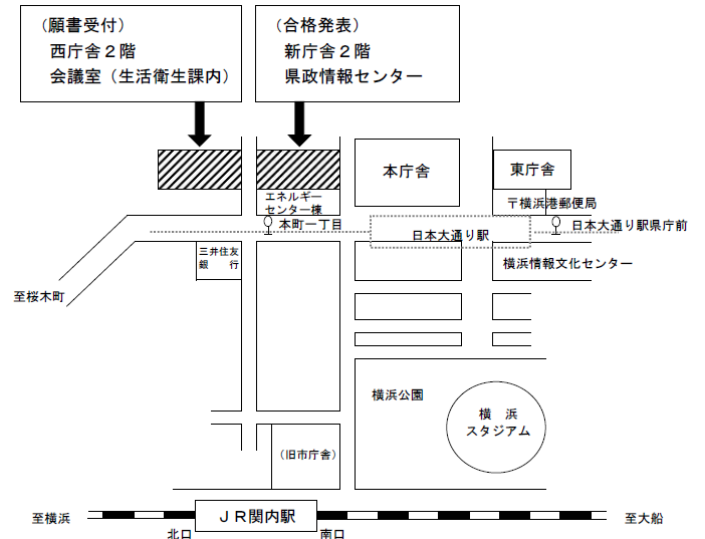 （願書受付）
西庁舎２階
会議室（生活衛生課内）
（合格発表）
新庁舎２階
県政情報センター
本庁舎
東庁舎
エネルギー
センター棟
〒横浜港郵便局
本町一丁目
日本大通り駅
日本大通り駅県庁前
三井住友
銀　行
横浜情報文化センター
至桜木町
横浜公園
横　浜
スタジアム
（旧市庁舎）
至横浜
ＪＲ関内駅
至大船
北口
南口